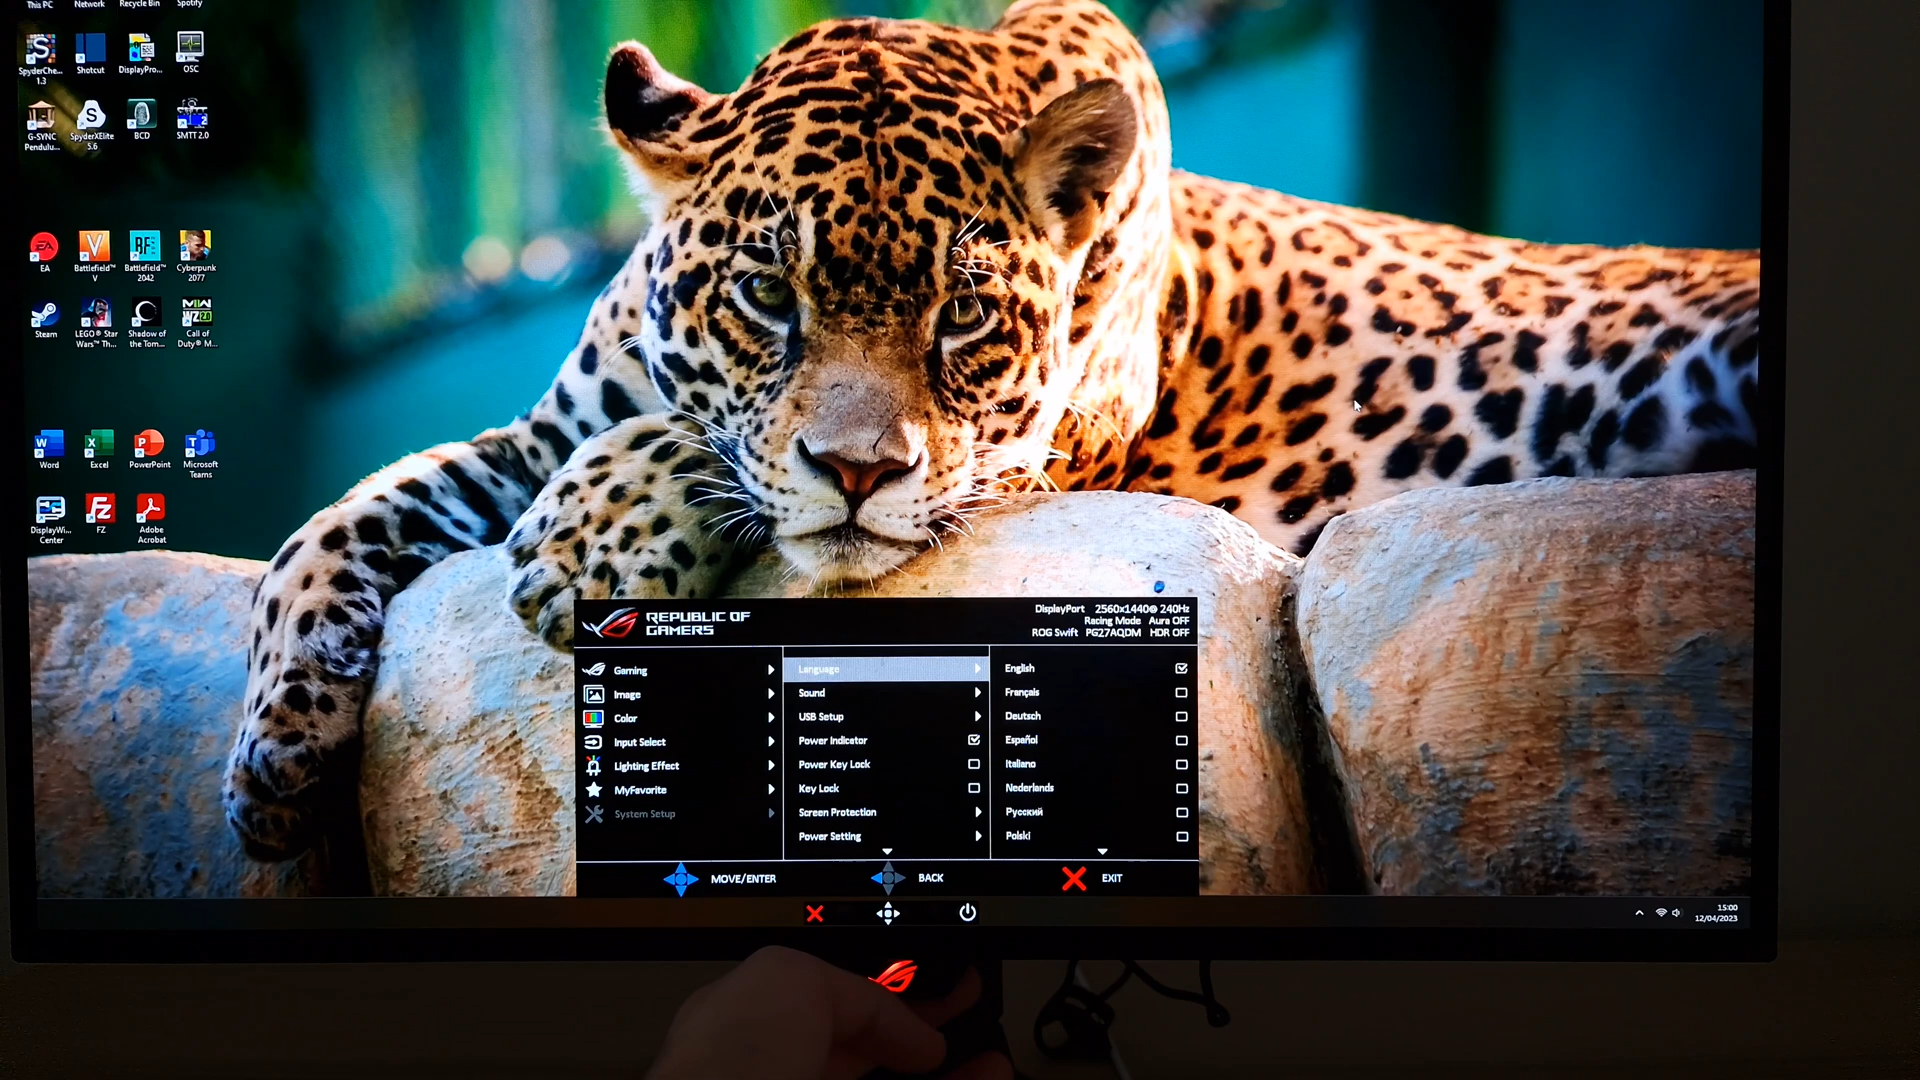 This PC
Network
Recycle Bin
Spotify
SpyderChe...
1.3
Shotcut
DisplayPro...
OSC
G-SYNC
Pendulu...
SpyderXElite
5.6
BCD
SMTT 2.0
EA
Battlefield™
V
Battlefield™
2042
Cyberpunk
2077
Steam
LEGO® Star
Wars™ Th...
Shadow of
the Tom...
Call of
Duty® M...
Word
Excel
PowerPoint
Microsoft
Teams
DisplayWi...
Center
FZ
Adobe
Acrobat
REPUBLIC OF
GAMERS
DisplayPort 2560x1440@ 240Hz
Racing Mode Aura OFF
ROG Swift PG27AQDM HDR OFF
Gaming
Image
Color
Input Select
Lighting Effect
MyFavorite
System Setup
Language
Sound
USB Setup
Power Indicator
Power Key Lock
Key Lock
Screen Protection
Power Setting
English
Français
Deutsch
Español
Italiano
Nederlands
Русский
Polski
MOVE/ENTER
BACK
EXIT
15:00
12/04/2023